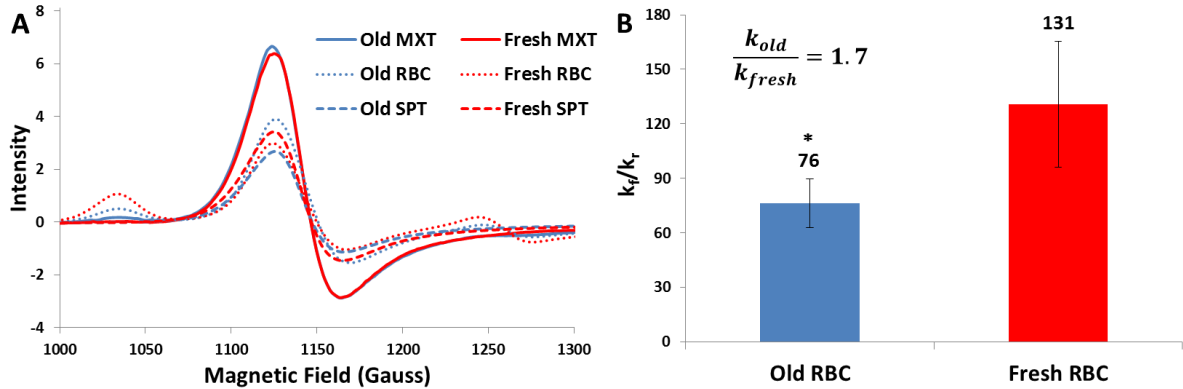 A
8
6
4
2
0
-2
-4
Intensity
Old MXT
Fresh MXT
Old RBC
Fresh RBC
Old SPT
Fresh SPT
1000 1050 1100 1150 1200 1250 1300
Magnetic Field (Gauss)
B
180
150
120
90
60
30
0
kf/kr
k_old/k_fresh = 1.7
*
76
131
Old RBC
Fresh RBC